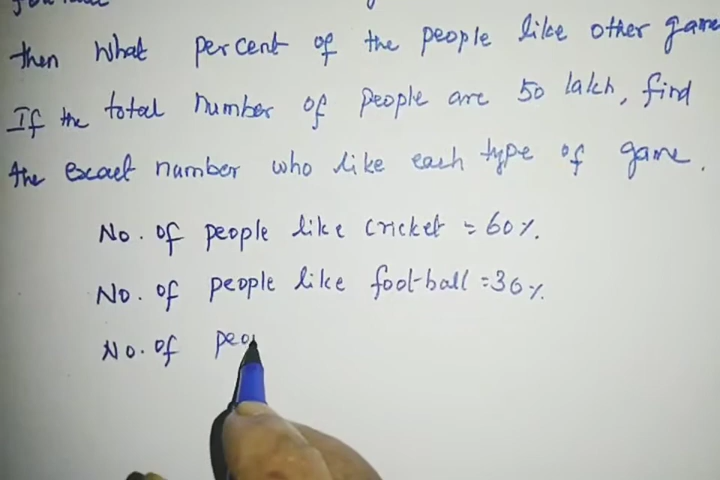 then what percent of the people like other game
If the total number of people are 50 lakh, find
the exact number who like each type of game.
No. of people like cricket = 60%.
No. of people like foot-ball = 30%.
No. of peo